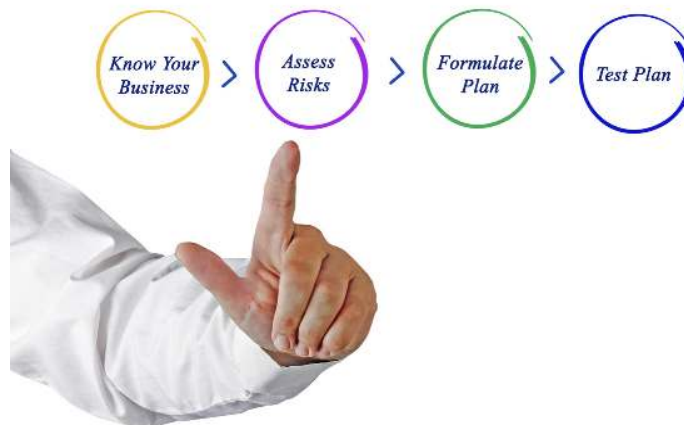 Know Your
Business
Assess
Risks
Formulate
Plan
Test Plan